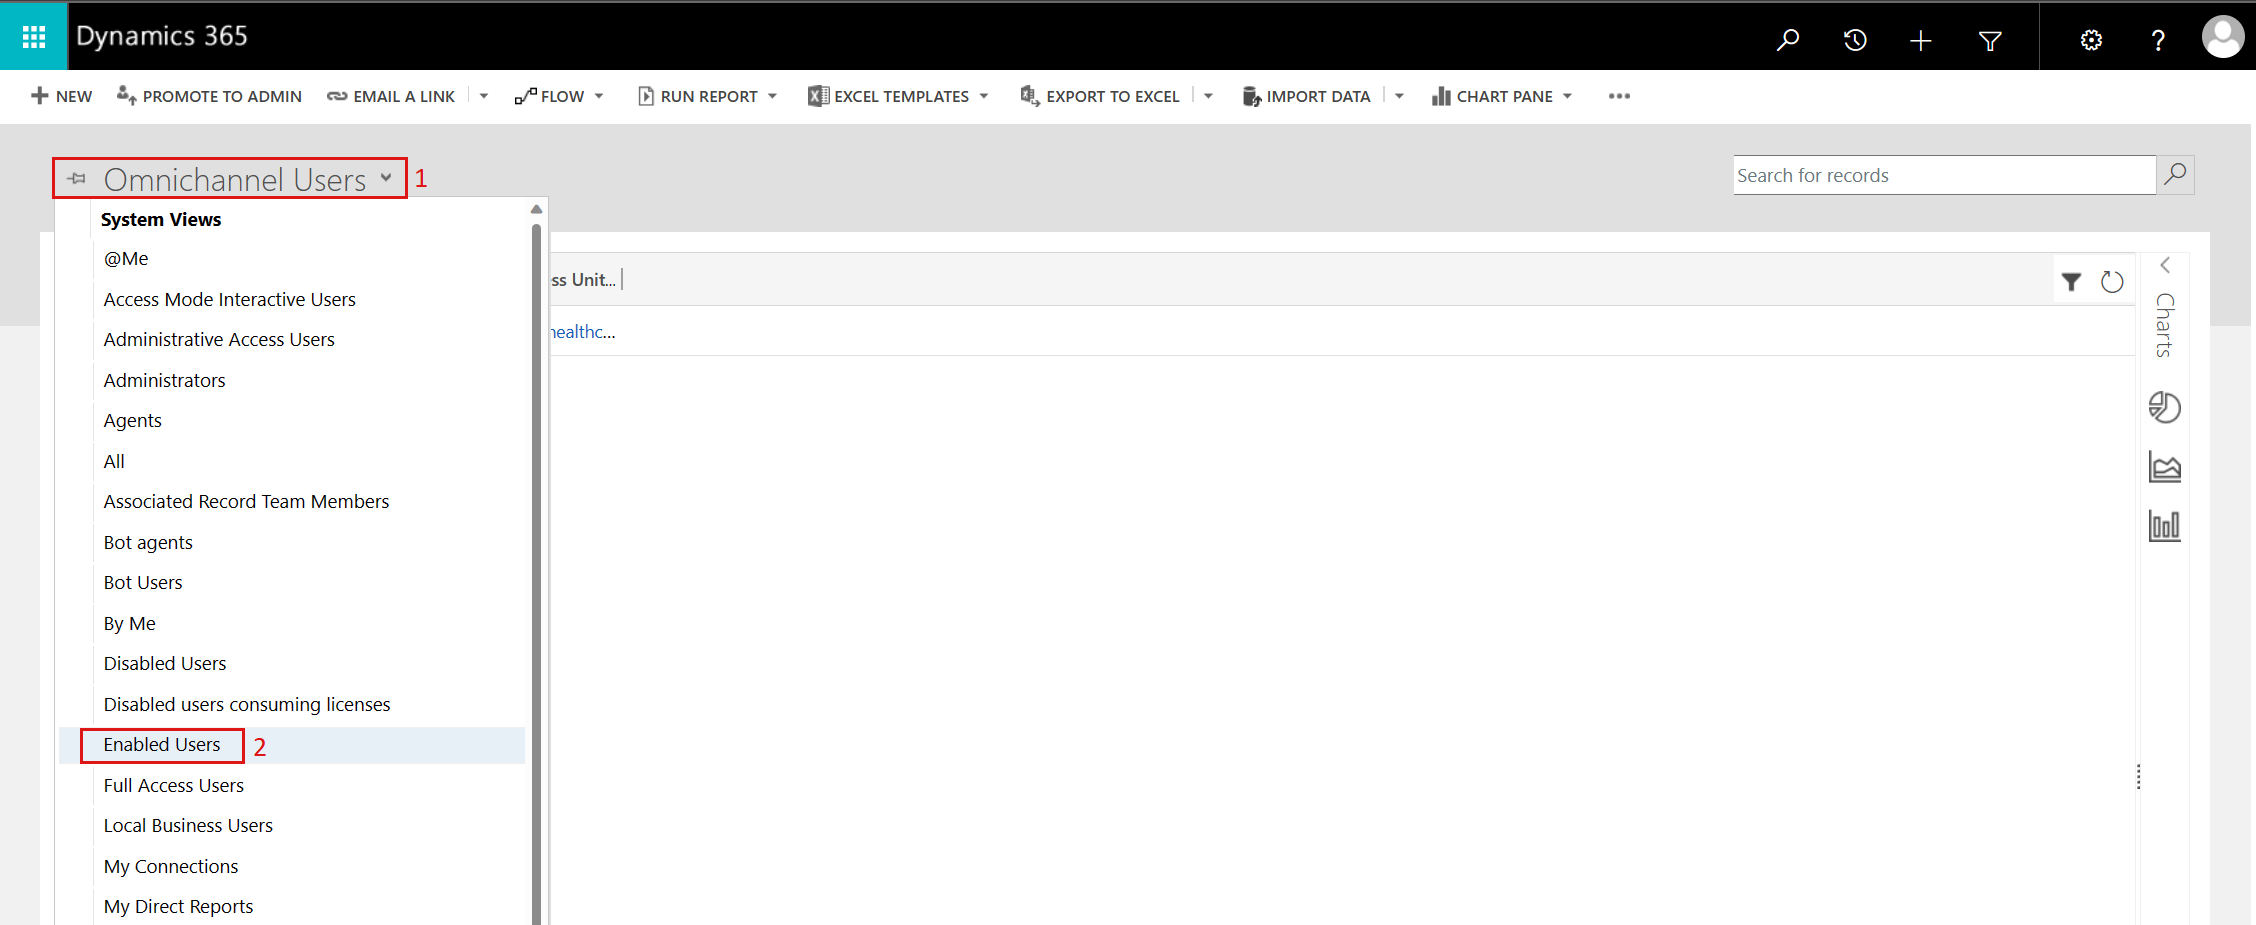 Dynamics 365
NEW PROMOTE TO ADMIN EMAIL A LINK FLOW RUN REPORT EXCEL TEMPLATES EXPORT TO EXCEL IMPORT DATA CHART PANE
Omnichannel Users 1
Search for records
System Views
@Me
Access Mode Interactive Users
Administrative Access Users
Administrators
Agents
All
Associated Record Team Members
Bot agents
Bot Users
By Me
Disabled Users
Disabled users consuming licenses
Enabled Users 2
Full Access Users
Local Business Users
My Connections
My Direct Reports
ss Unit...
healthc...
Charts